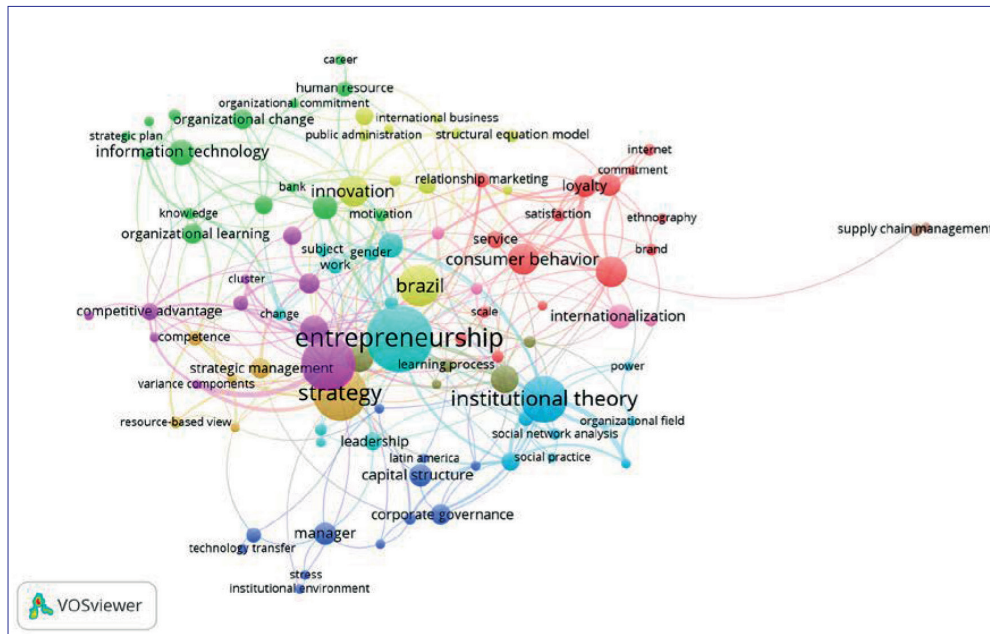 career
human resource
organizational commitment
international business
organizational change
public administration
structural equation model
strategic plan
information technology
internet
commitment
relationship marketing
loyalty
bank
innovation
knowledge
motivation
satisfaction
ethnography
organizational learning
supply chain management
subject
gender
service
brand
work
consumer behavior
cluster
brazil
competitive advantage
change
scale
internationalization
competence
entrepreneurship
strategic management
learning process
power
variance components
strategy
institutional theory
resource-based view
organizational field
social network analysis
leadership
latin america
social practice
capital structure
corporate governance
manager
technology transfer
stress
institutional environment
VOSviewer